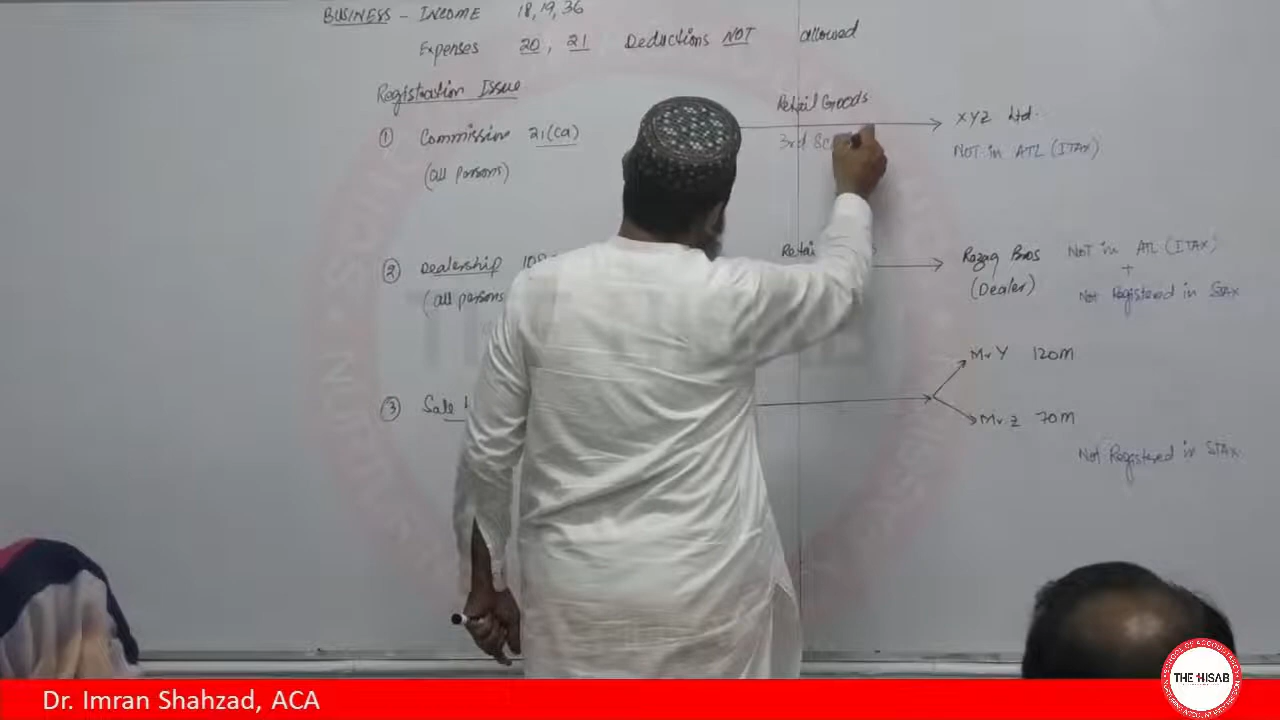 BUSINESS - INCOME 18, 19, 36
Expenses 20, 21 Deductions NOT allowed
Registration Issue
① Commission 21(ca) Retail Goods XYZ Ltd.
3rd NOT in ATL (ITAX)
(all persons)
② Dealership Razaq Bros NOT in ATL (ITAX)
+
(all persons (Dealer) Not Registered in STAX
Mr Y 120M
③ Sale
Mr. Z 70M
Not Registered in STAX
Dr. Imran Shahzad, ACA
THE HISAB